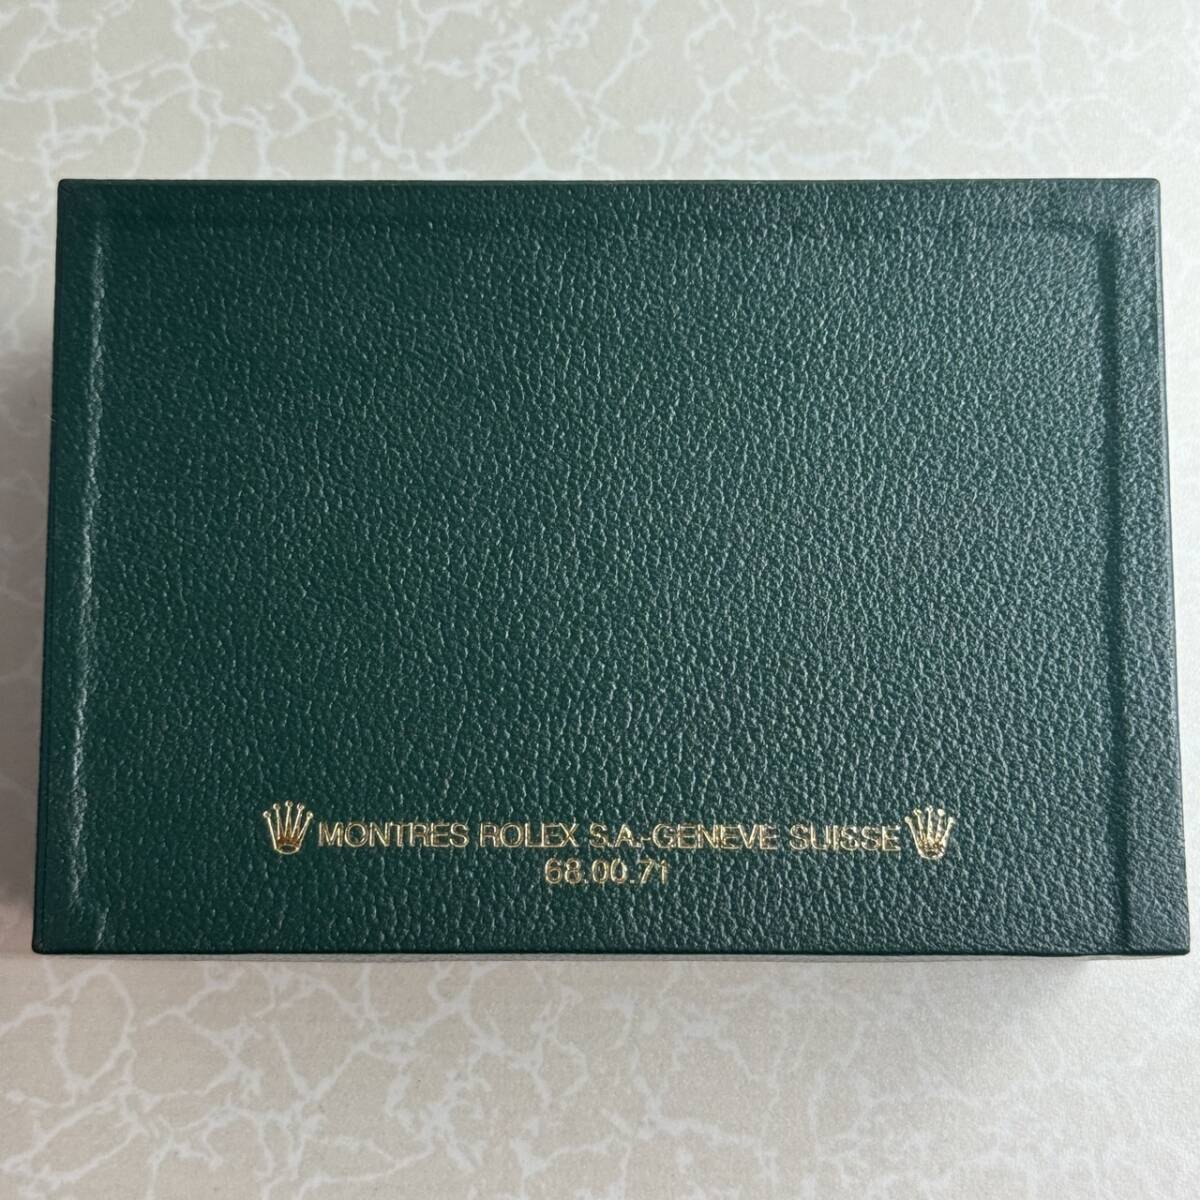 MONTRES ROLEX S.A.-GENEVE SUISSE
68.00.71